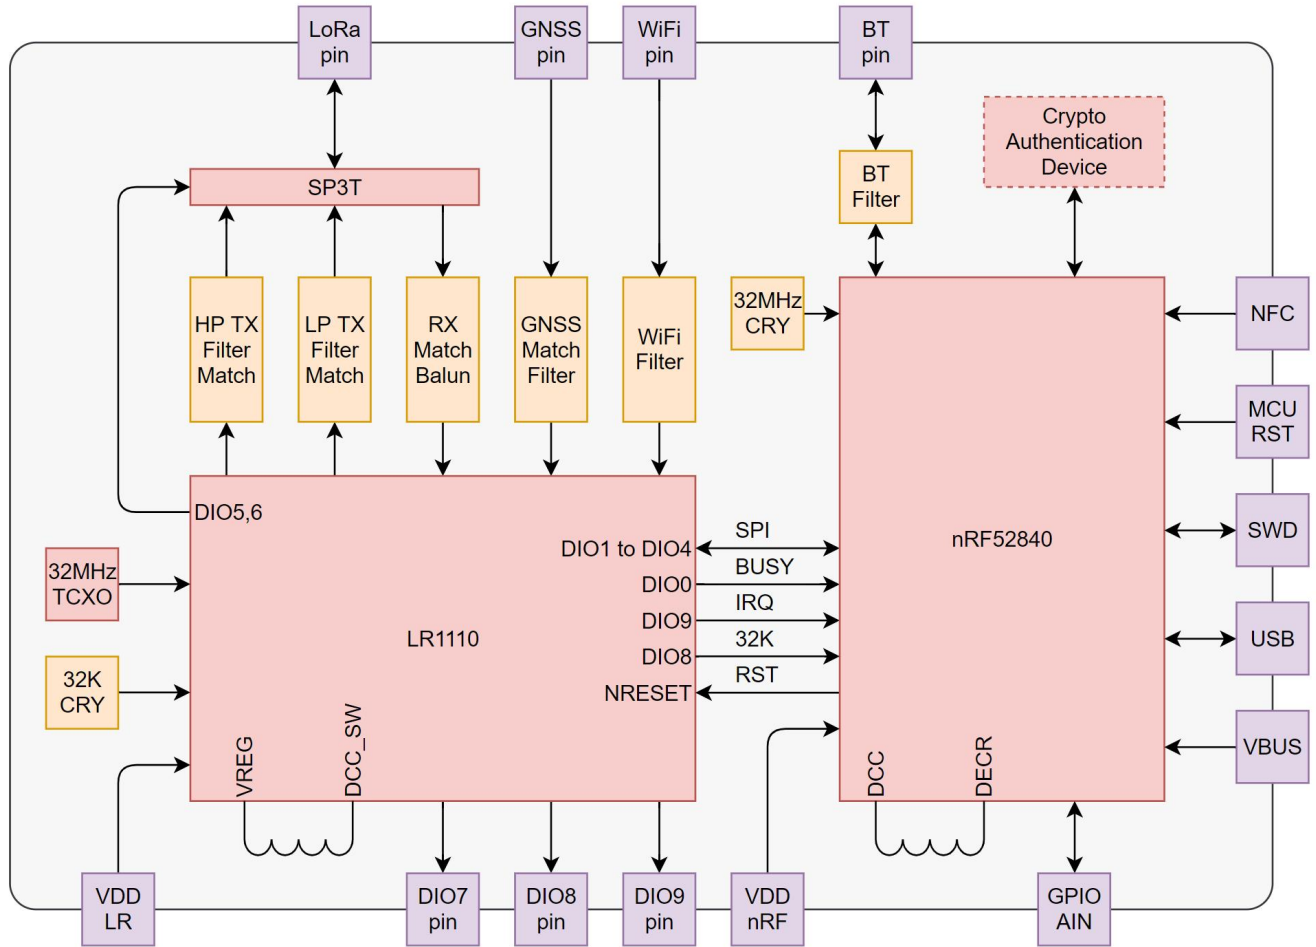 LoRa
pin
GNSS
pin
WiFi
pin
BT
pin
Crypto
Authentication
Device
SP3T
BT
Filter
HP TX
Filter
Match
LP TX
Filter
Match
RX
Match
Balun
GNSS
Match
Filter
WiFi
Filter
32MHz
CRY
NFC
MCU
RST
SWD
USB
VBUS
DIO5,6
32MHz
TCXO
32K
CRY
LR1110
DIO1 to DIO4
DIO0
DIO9
DIO8
NRESET
SPI
BUSY
IRQ
32K
RST
nRF52840
VREG
DCC_SW
DCC
DECR
VDD
LR
DIO7
pin
DIO8
pin
DIO9
pin
VDD
nRF
GPIO
AIN